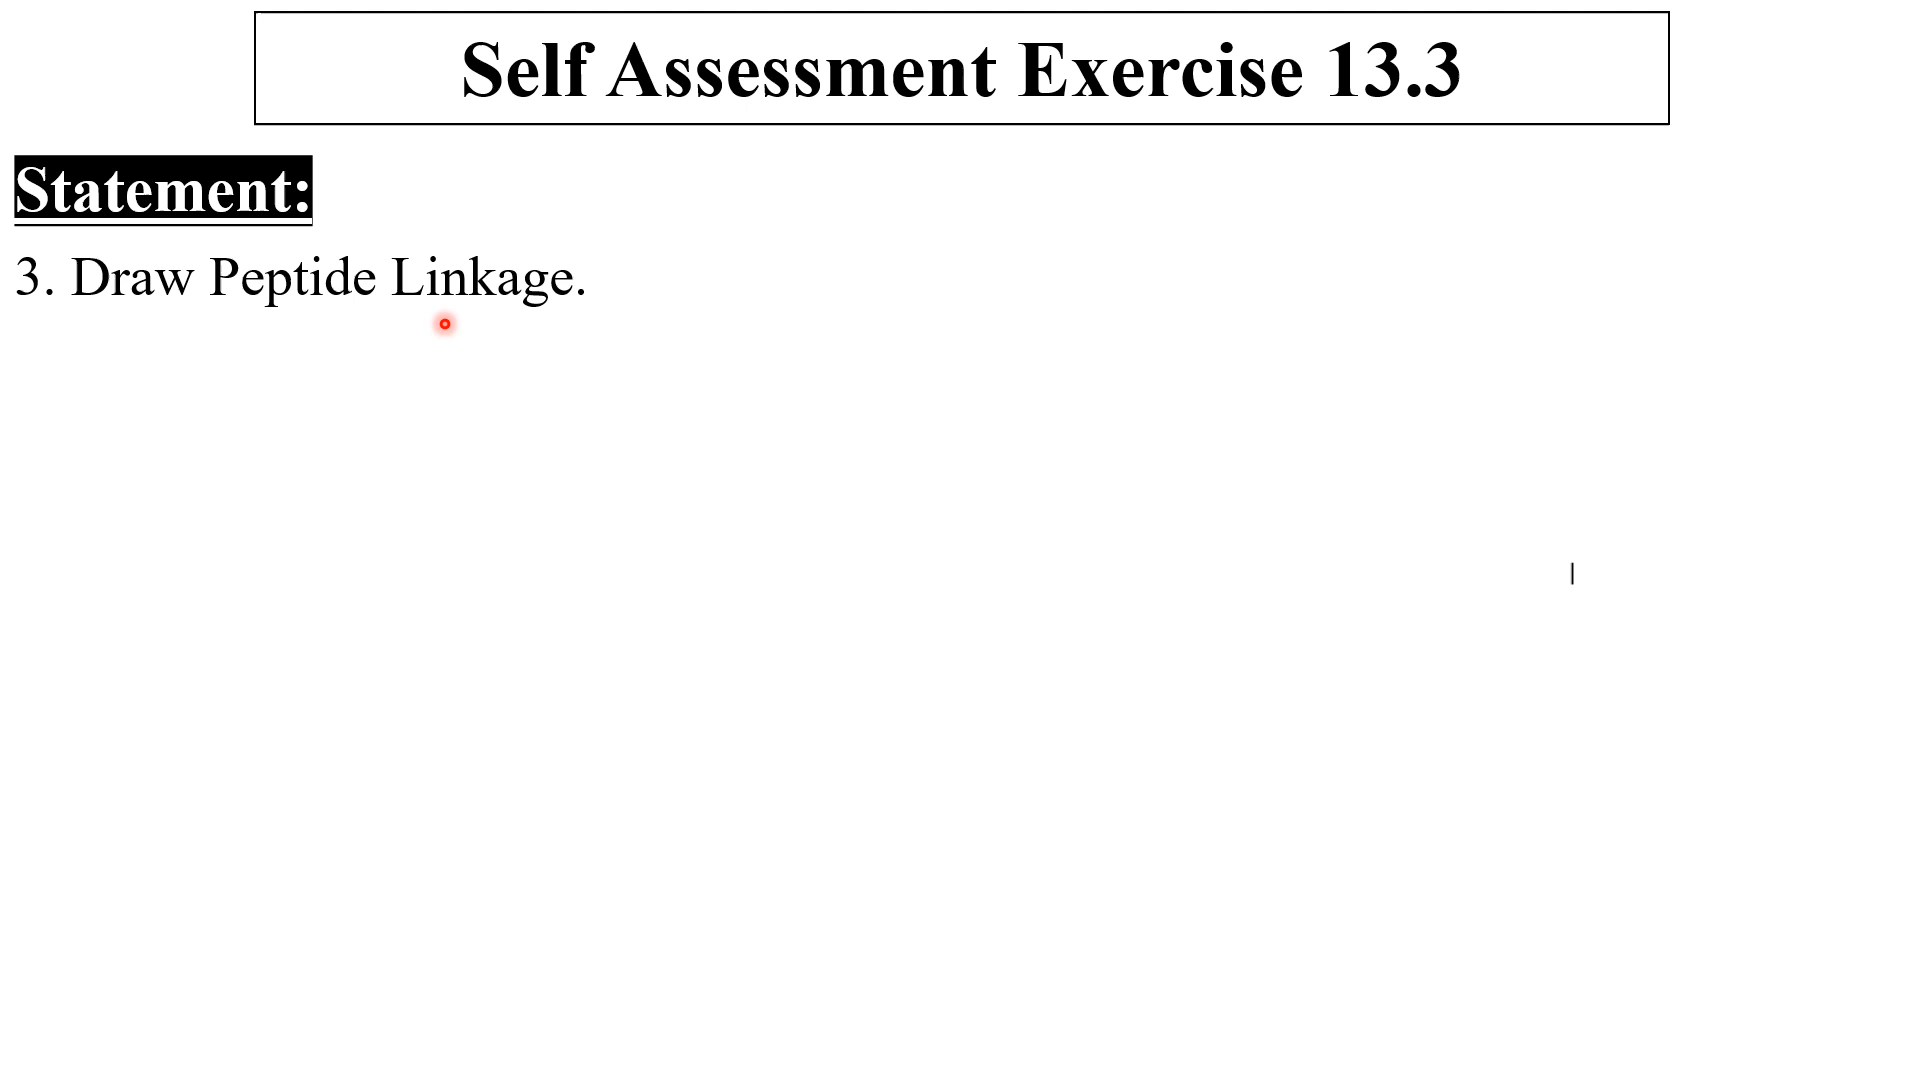 Self Assessment Exercise 13.3
Statement:
3. Draw Peptide Linkage.